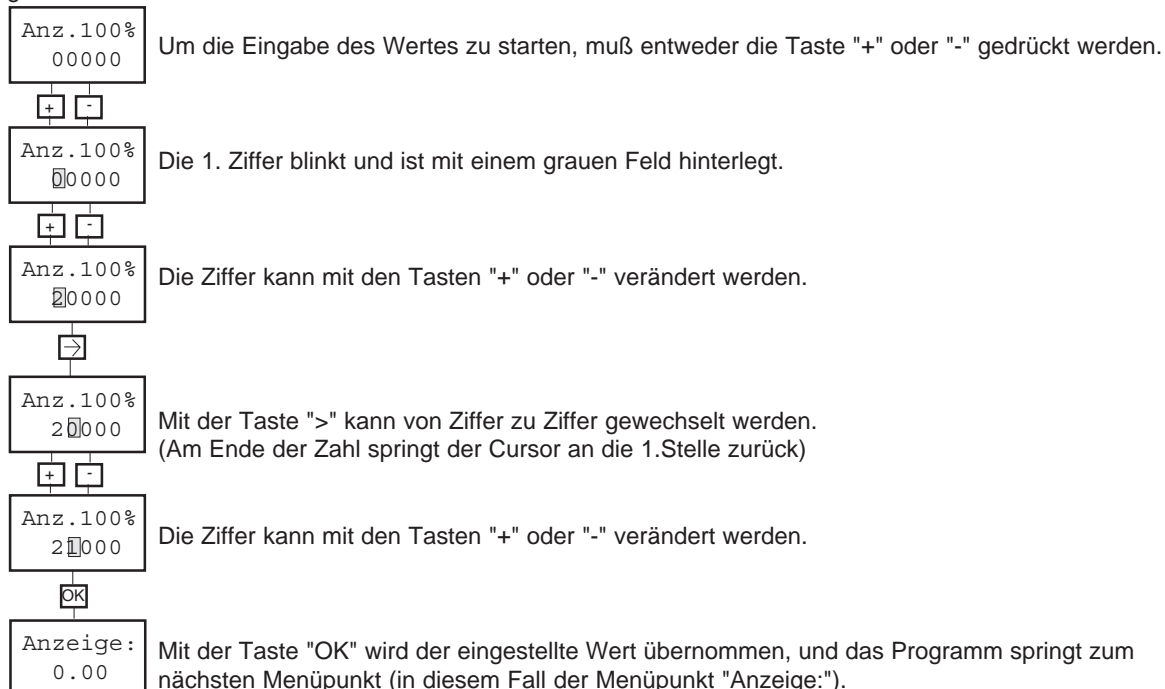 Anz.100%
00000
Um die Eingabe des Wertes zu starten, muß entweder die Taste "+" oder "-" gedrückt werden.
+ -
Anz.100%
00000
Die 1. Ziffer blinkt und ist mit einem grauen Feld hinterlegt.
+ -
Anz.100%
20000
Die Ziffer kann mit den Tasten "+" oder "-" verändert werden.
→
Anz.100%
20000
Mit der Taste ">" kann von Ziffer zu Ziffer gewechselt werden.
(Am Ende der Zahl springt der Cursor an die 1.Stelle zurück)
+ -
Anz.100%
21000
Die Ziffer kann mit den Tasten "+" oder "-" verändert werden.
OK
Anzeige:
0.00
Mit der Taste "OK" wird der eingestellte Wert übernommen, und das Programm springt zum
nächsten Menüpunkt (in diesem Fall der Menüpunkt "Anzeige:").